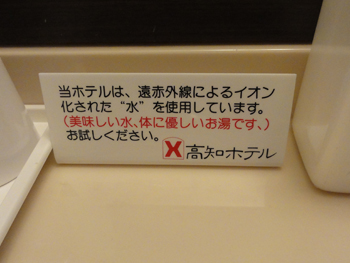 当ホテルは、遠赤外線によるイオン
化された“水”を使用しています。
(美味しい水、体に優しいお湯です、)
お試しください。
X 高知ホテル